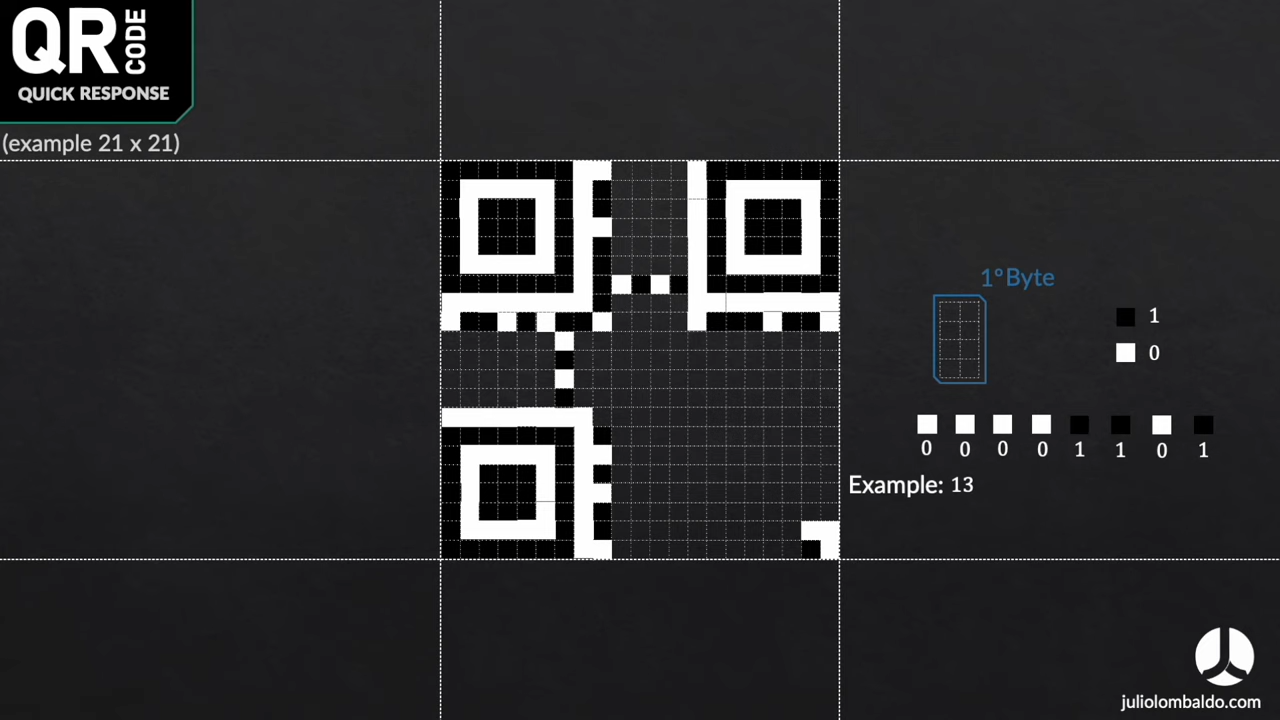 QR CODE
QUICK RESPONSE
(example 21 x 21)
1°Byte
1
0
0 0 0 0 1 1 0 1
Example: 13
juliolombaldo.com